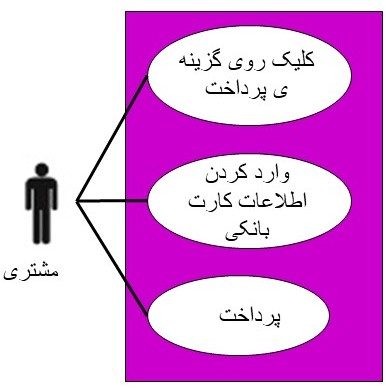 کلیک روی گزینه
ی پرداخت
وارد کردن
اطلاعات کارت
بانکی
مشتری
پرداخت